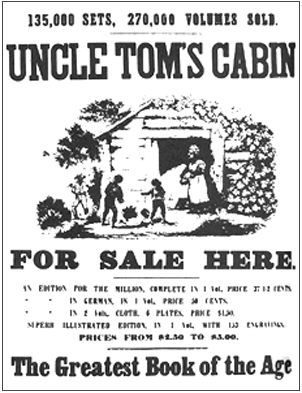 135,000 SETS, 270,000 VOLUMES SOLD.
UNCLE TOM'S CABIN
FOR SALE HERE.
AN EDITION FOR THE MILLION, COMPLETE IN 1 Vol. PRICE 37 1-2 CENTS.
" " IN GERMAN, IN 1 Vol. PRICE 50 CENTS.
" " IN 2 Vols. CLOTH, 6 PLATES, PRICE $1.50.
SUPERB ILLUSTRATED EDITION, IN 1 Vol. WITH 153 ENGRAVINGS.
PRICES FROM $2.50 TO $5.00.
The Greatest Book of the Age